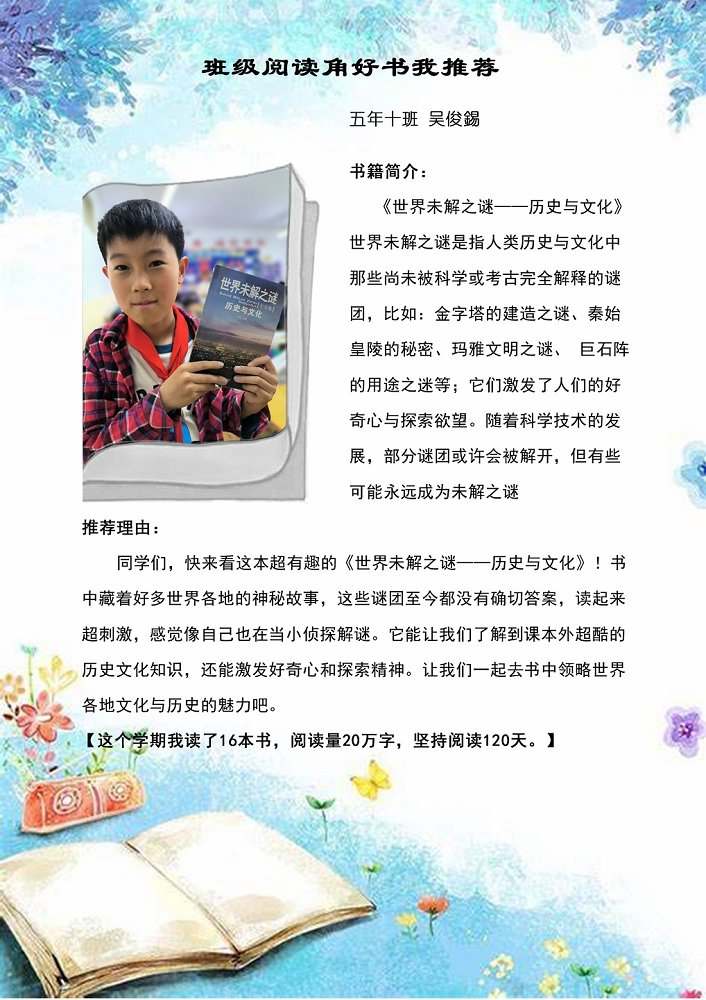 班级阅读角好书我推荐
五年十班 吴俊錫
书籍简介：
《世界未解之谜——历史与文化》
世界未解之谜是指人类历史与文化中
那些尚未被科学或考古完全解释的谜
团，比如：金字塔的建造之谜、秦始
皇陵的秘密、玛雅文明之谜、 巨石阵
的用途之迷等；它们激发了人们的好
奇心与探索欲望。随着科学技术的发
展，部分谜团或许会被解开，但有些
可能永远成为未解之谜
世界未解之谜
历史与文化
推荐理由：
同学们，快来看这本超有趣的《世界未解之谜——历史与文化》！书
中藏着好多世界各地的神秘故事，这些谜团至今都没有确切答案，读起来
超刺激，感觉像自己也在当小侦探解谜。它能让我们了解到课本外超酷的
历史文化知识，还能激发好奇心和探索精神。让我们一起去书中领略世界
各地文化与历史的魅力吧。
【这个学期我读了16本书，阅读量20万字，坚持阅读120天。】